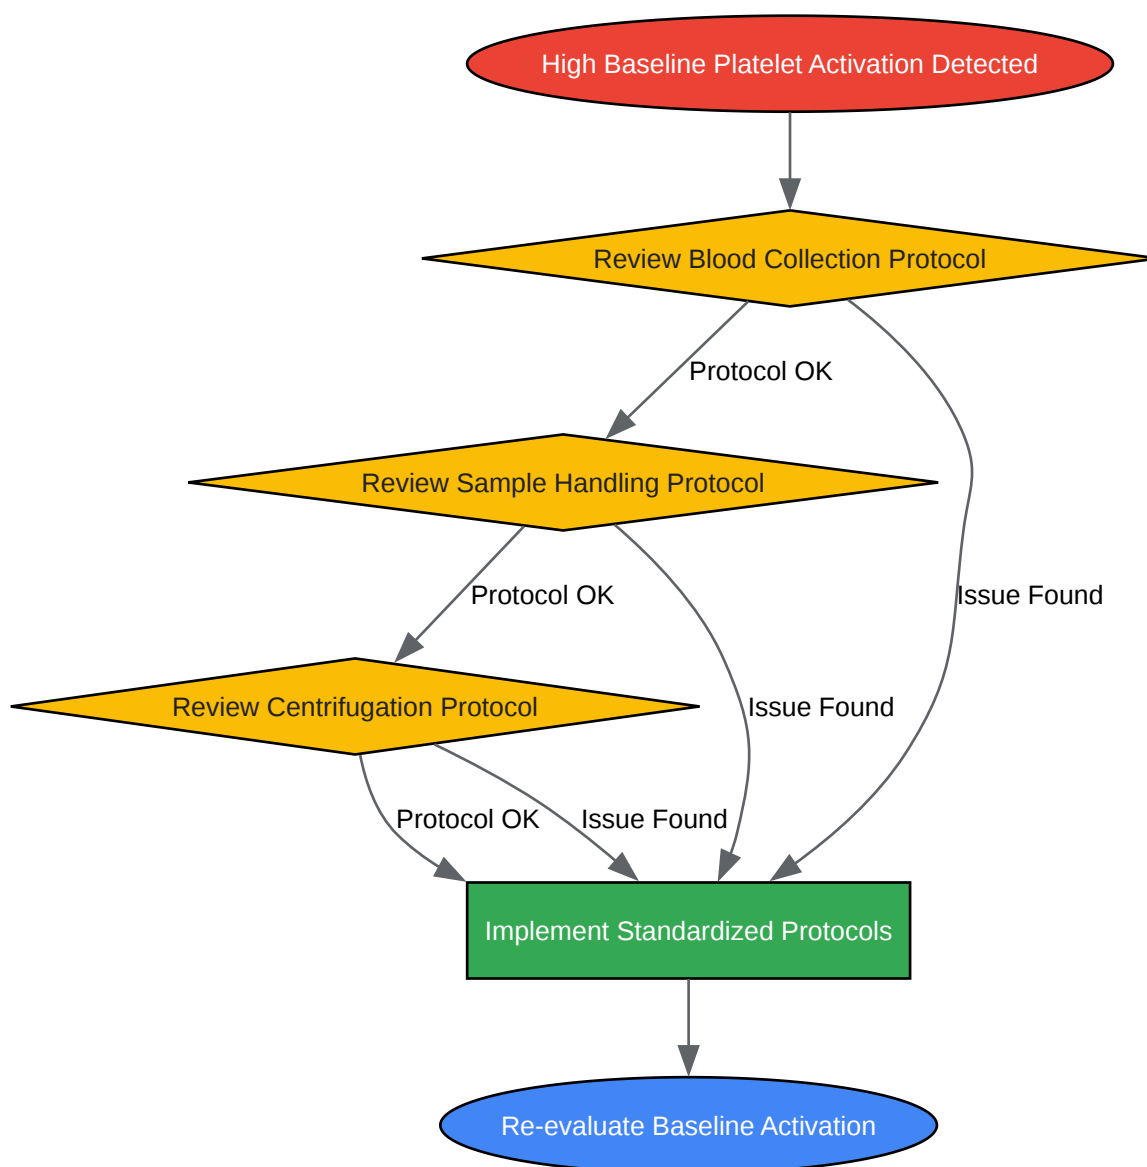 High Baseline Platelet Activation Detected
Review Blood Collection Protocol
Protocol OK
Review Sample Handling Protocol
Protocol OK
Issue Found
Review Centrifugation Protocol
Issue Found
Protocol OK
Issue Found
Implement Standardized Protocols
Re-evaluate Baseline Activation